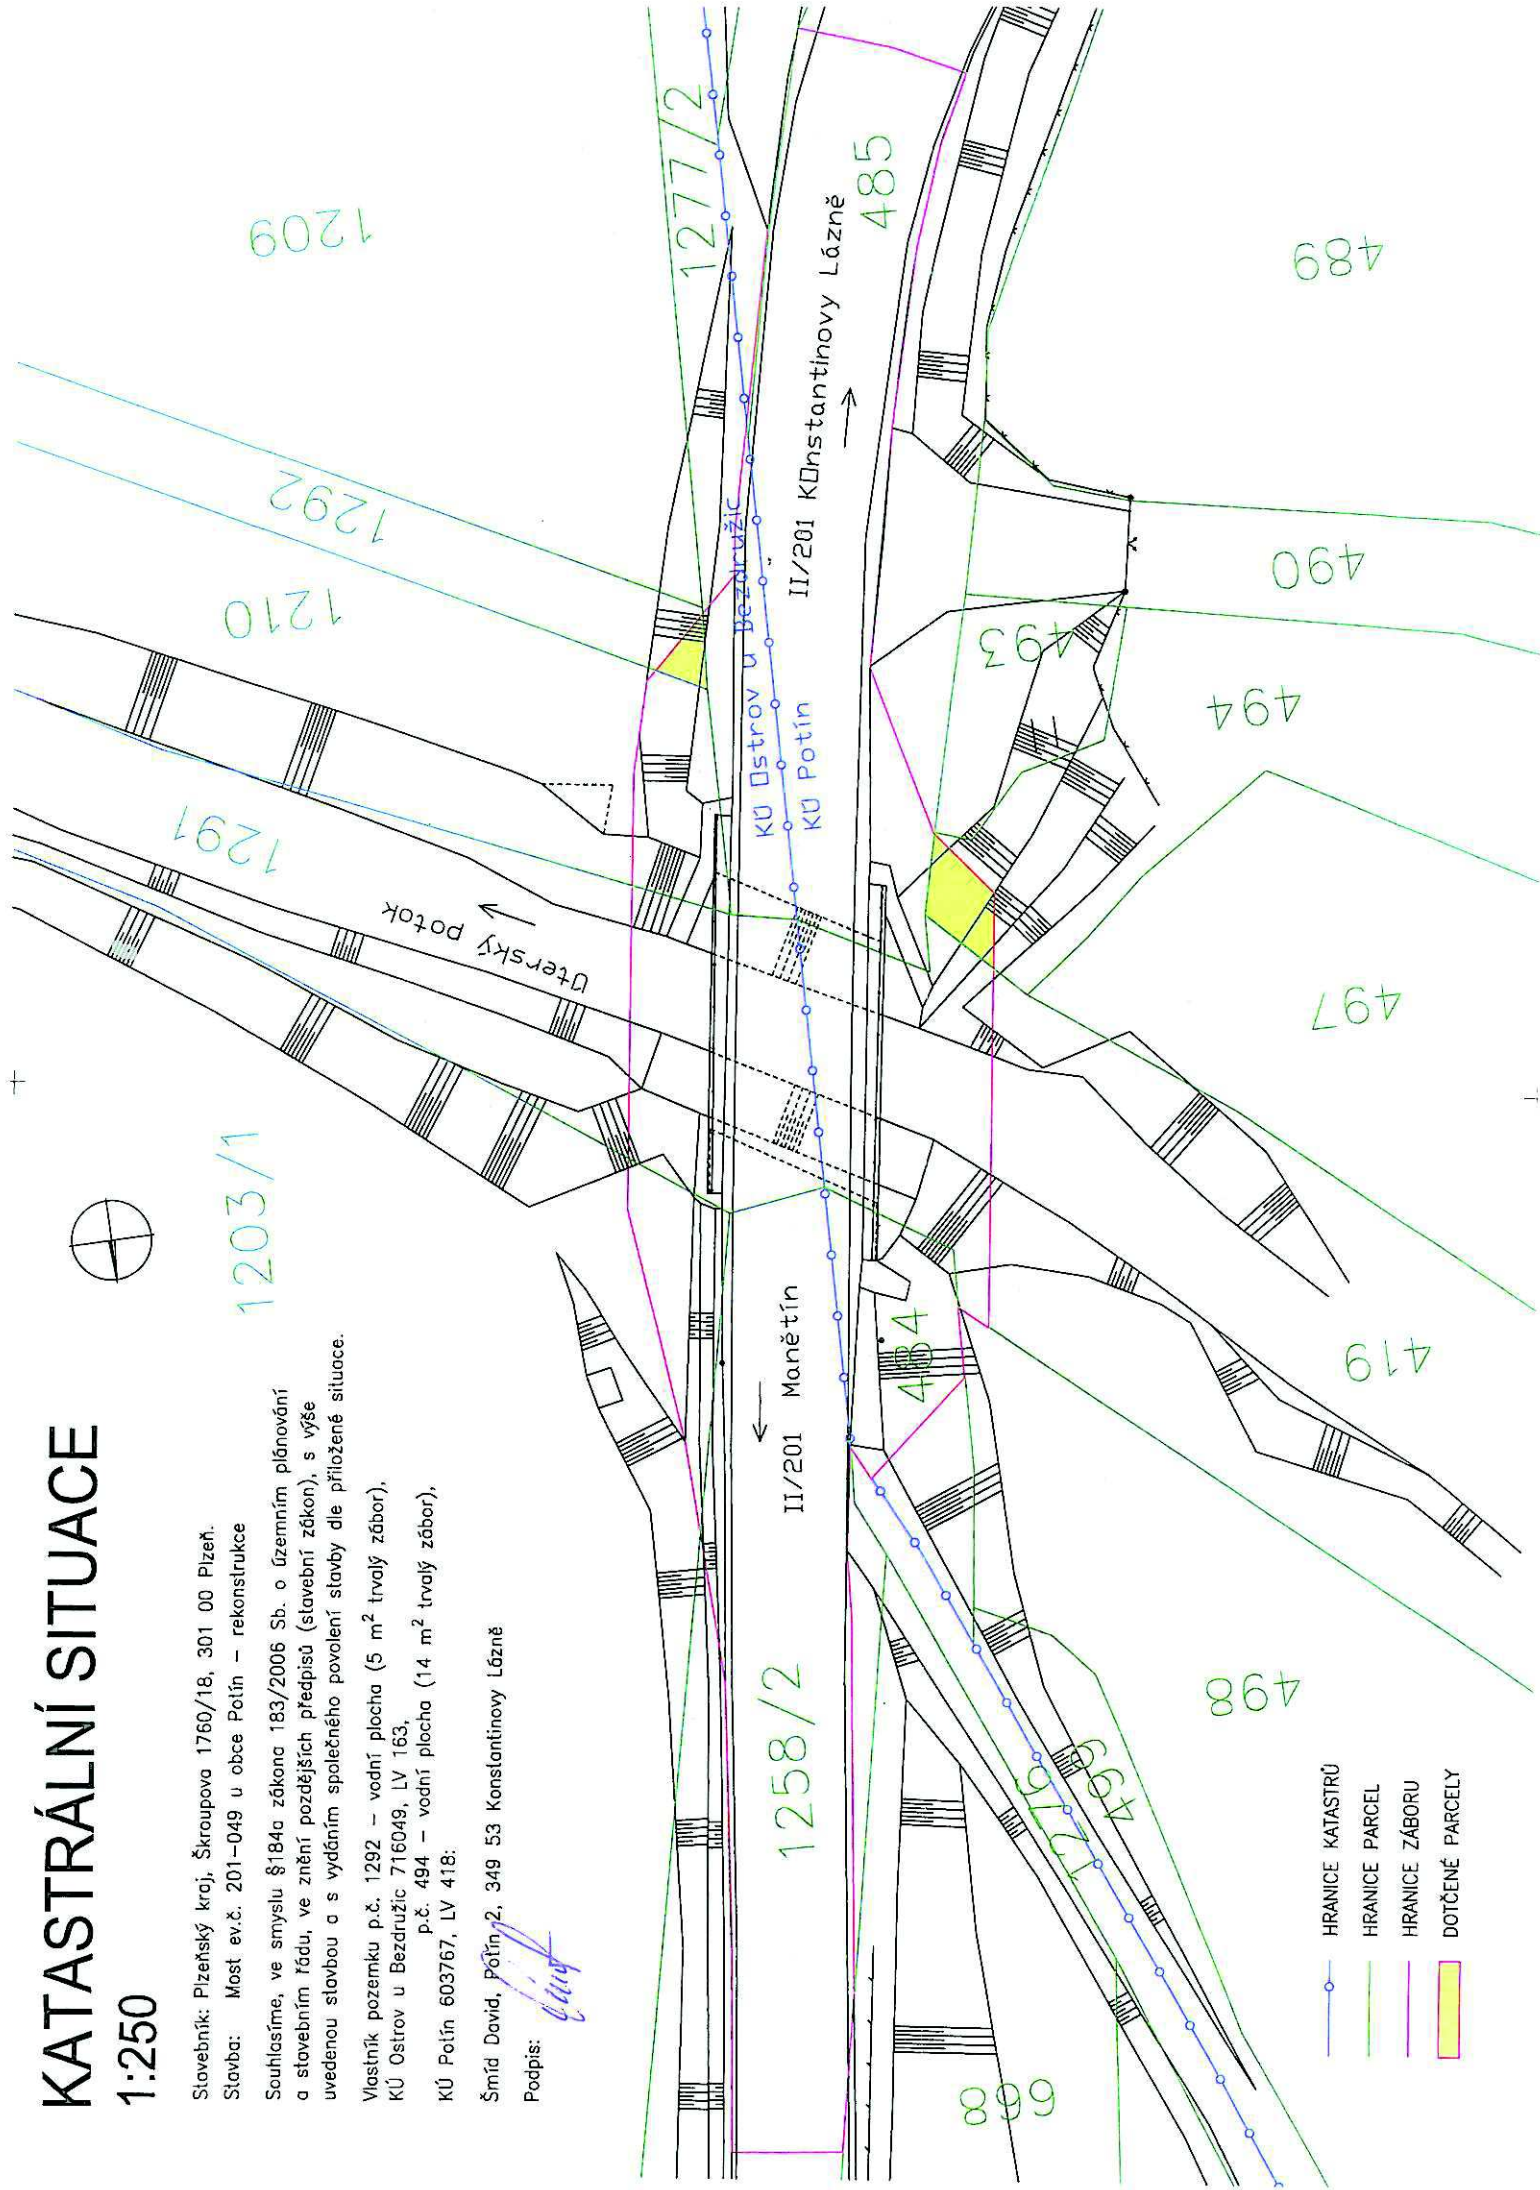 KATASTRÁLNÍ SITUACE
1:250
Stavebník: Plzeňský kraj, Škroupova 1760/18, 301 00 Plzeň.
Stavba: Most ev.č. 201-049 u obce Potín - rekonstrukce
Souhlasíme, ve smyslu §184a zákona 183/2006 Sb. o územním plánování
a stavebním řádu, ve znění pozdějších předpisů (stavební zákon), s výše
uvedenou stavbou a s vydáním společného povolení stavby dle přiložené situace.
Vlastník pozemku p.č. 1292 - vodní plocha (5 m² trvalý zábor),
KÚ Ostrov u Bezdružic 716049, LV 163,
p.č. 494 - vodní plocha (14 m² trvalý zábor),
KÚ Potín 603767, LV 418:
Šmíd David, Potín 2, 349 53 Konstantinovy Lázně
Podpis:
1203/1
1291
1210
1292
1209
1277/2
Úterský potok
KÚ Ostrov u Bezdružic
KÚ Potín
II/201 Manětín
II/201 KOnstantinovy Lázně
1258/2
484
485
493
494
490
489
497
419
498
499
1276
668
HRANICE KATASTRŮ
HRANICE PARCEL
HRANICE ZÁBORU
DOTČENÉ PARCELY